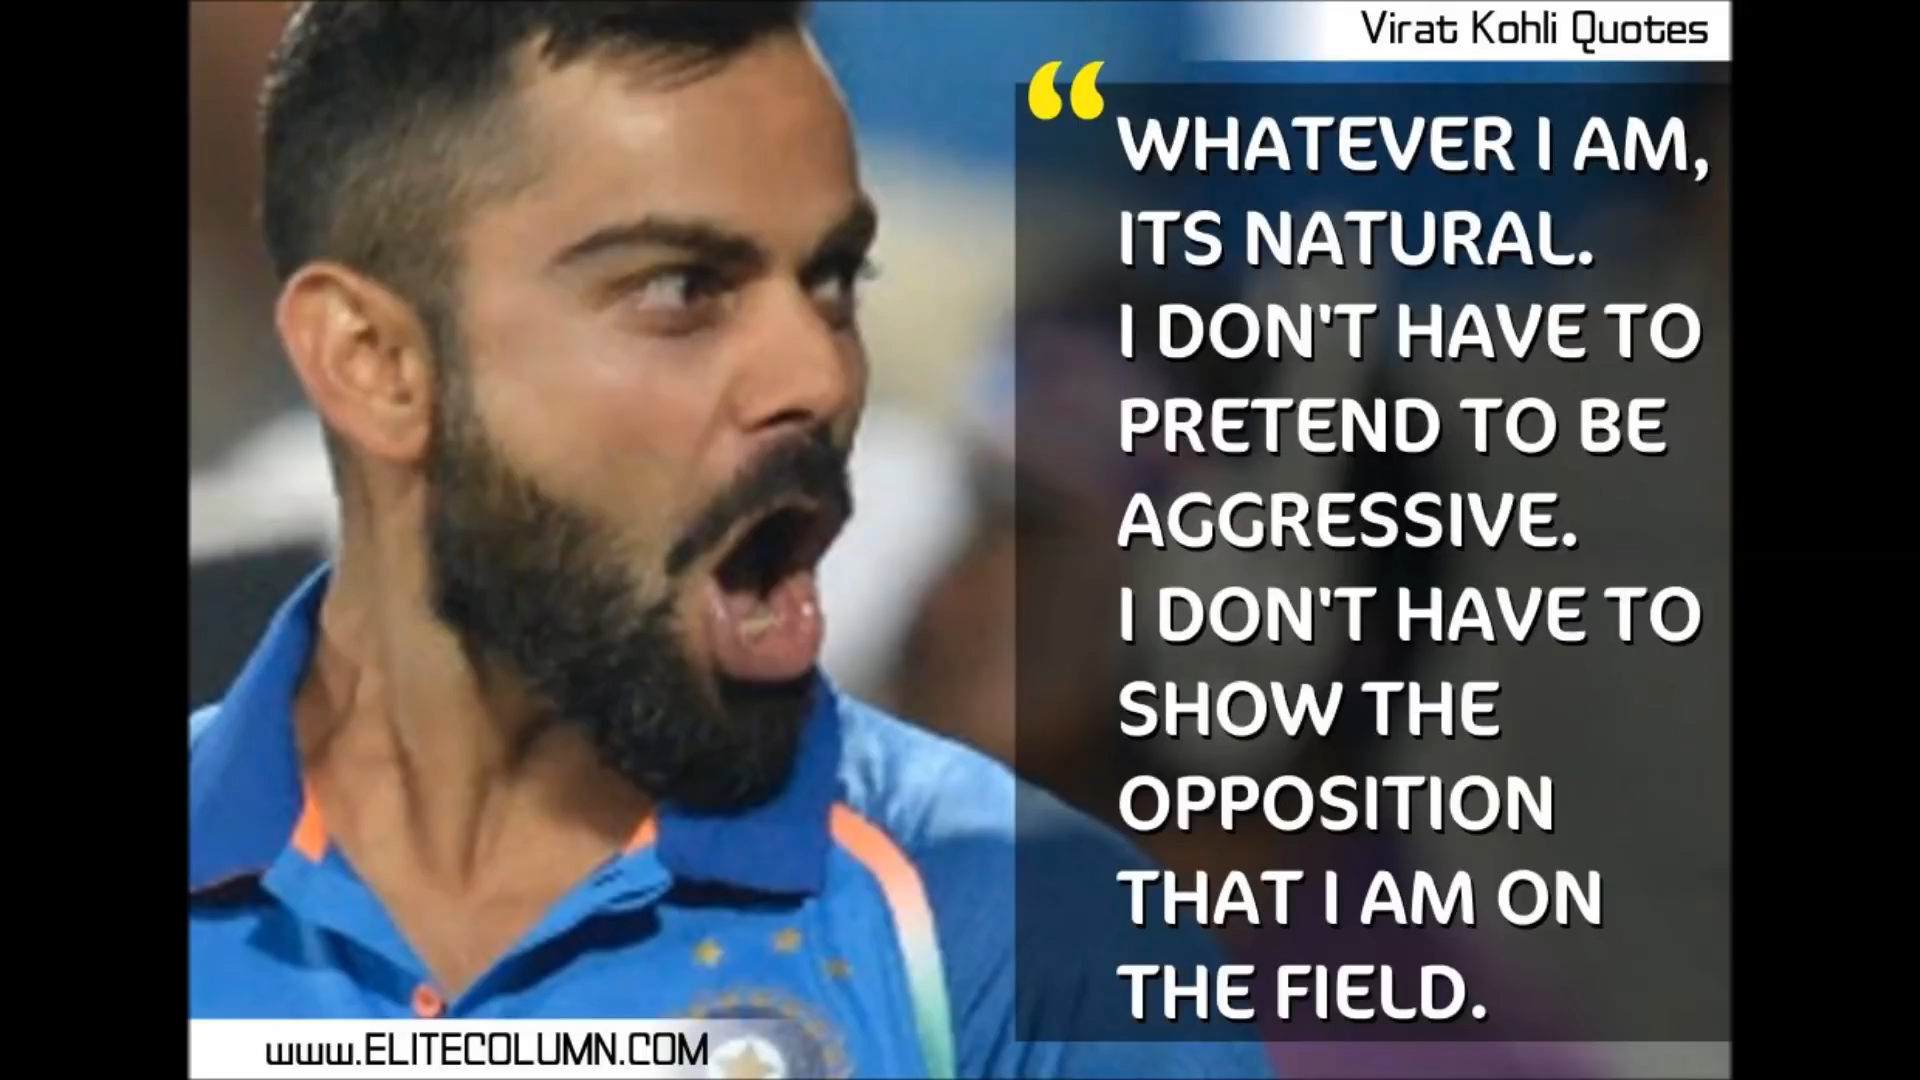 Virat Kohli Quotes
“WHATEVER I AM,
ITS NATURAL.
I DON'T HAVE TO
PRETEND TO BE
AGGRESSIVE.
I DON'T HAVE TO
SHOW THE
OPPOSITION
THAT I AM ON
THE FIELD.
www.ELITECOLUMN.COM